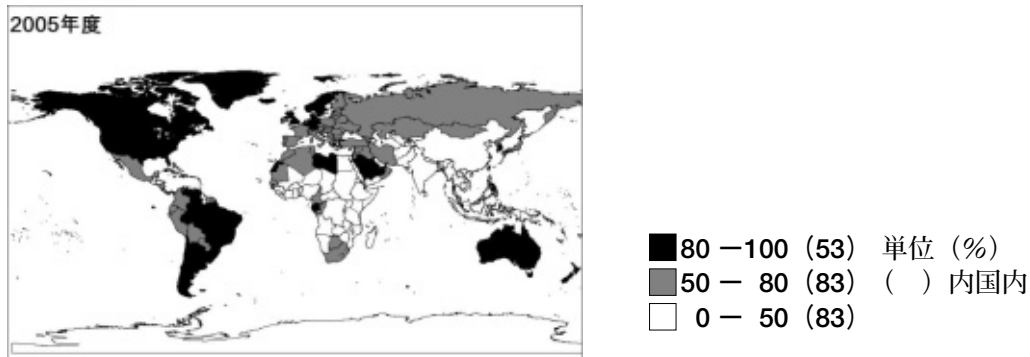 2005年度
80 －100（53） 単位（％）
50 － 80（83） （　）内国内
0 － 50（83）